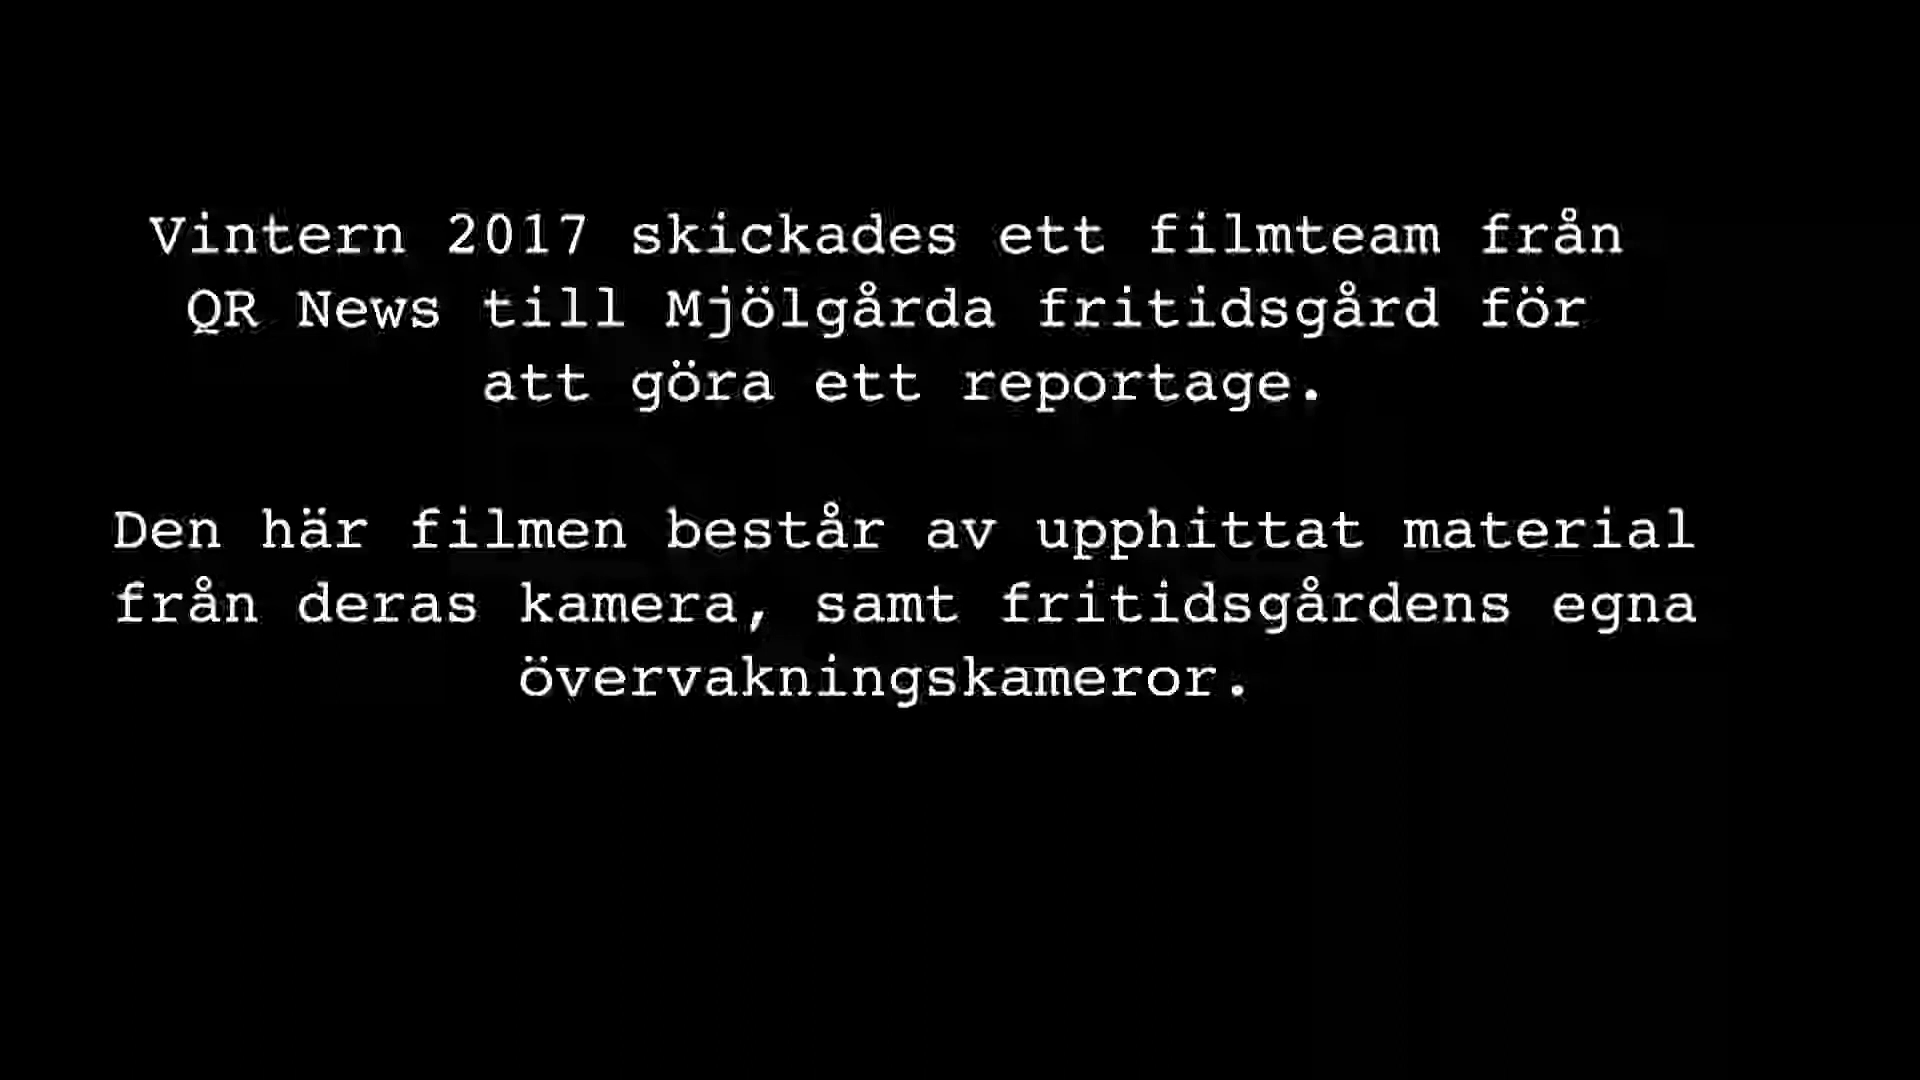 Vintern 2017 skickades ett filmteam från
QR News till Mjölgårda fritidsgård för
att göra ett reportage.
Den här filmen består av upphittat material
från deras kamera, samt fritidsgårdens egna
övervakningskameror.